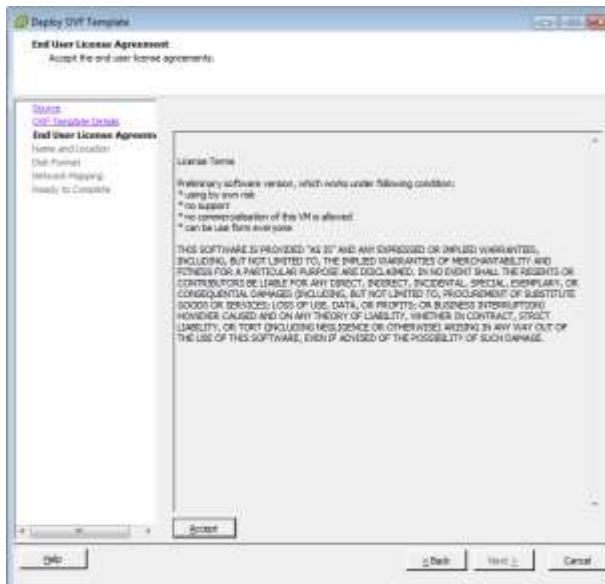 Deploy OVF Template
End User License Agreement
Accept the end user license agreements.
Source
OVF Template Details
End User License Agreem
Name and Location
Disk Format
Network Mapping
Ready to Complete
License Terms
Preliminary software version, which works under following condition:
* using by own risk
* no support
* no commercialisation of this VM is allowed
* can be use form everyone
THIS SOFTWARE IS PROVIDED "AS IS" AND ANY EXPRESSED OR IMPLIED WARRANTIES,
INCLUDING, BUT NOT LIMITED TO, THE IMPLIED WARRANTIES OF MERCHANTABILITY AND
FITNESS FOR A PARTICULAR PURPOSE ARE DISCLAIMED. IN NO EVENT SHALL THE REGENTS OR
CONTRIBUTORS BE LIABLE FOR ANY DIRECT, INDIRECT, INCIDENTAL, SPECIAL, EXEMPLARY, OR
CONSEQUENTIAL DAMAGES (INCLUDING, BUT NOT LIMITED TO, PROCUREMENT OF SUBSTITUTE
GOODS OR SERVICES; LOSS OF USE, DATA, OR PROFITS; OR BUSINESS INTERRUPTION)
HOWEVER CAUSED AND ON ANY THEORY OF LIABILITY, WHETHER IN CONTRACT, STRICT
LIABILITY, OR TORT (INCLUDING NEGLIGENCE OR OTHERWISE) ARISING IN ANY WAY OUT OF
THE USE OF THIS SOFTWARE, EVEN IF ADVISED OF THE POSSIBILITY OF SUCH DAMAGE.
Accept
Help
< Back
Next >
Cancel